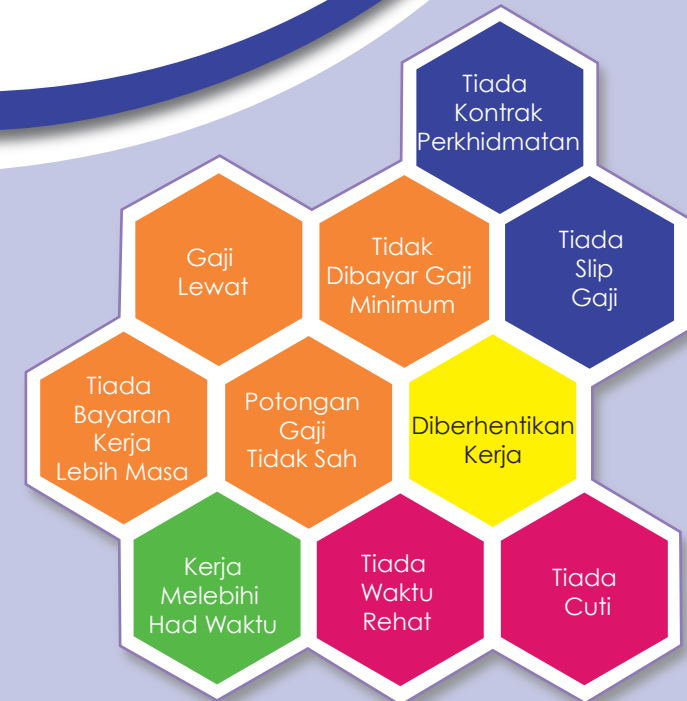 Tiada
Kontrak
Perkhidmatan
Gaji
Lewat
Tidak
Dibayar Gaji
Minimum
Tiada
Slip
Gaji
Tiada
Bayaran
Kerja
Lebih Masa
Potongan
Gaji
Tidak Sah
Diberhentikan
Kerja
Kerja
Melebihi
Had Waktu
Tiada
Waktu
Rehat
Tiada
Cuti